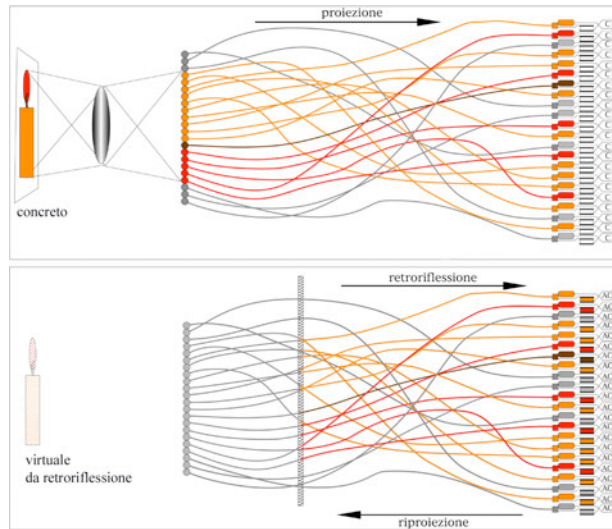 proiezione
concreto
retroriflessione
virtuale
da retroriflessione
riproiezione